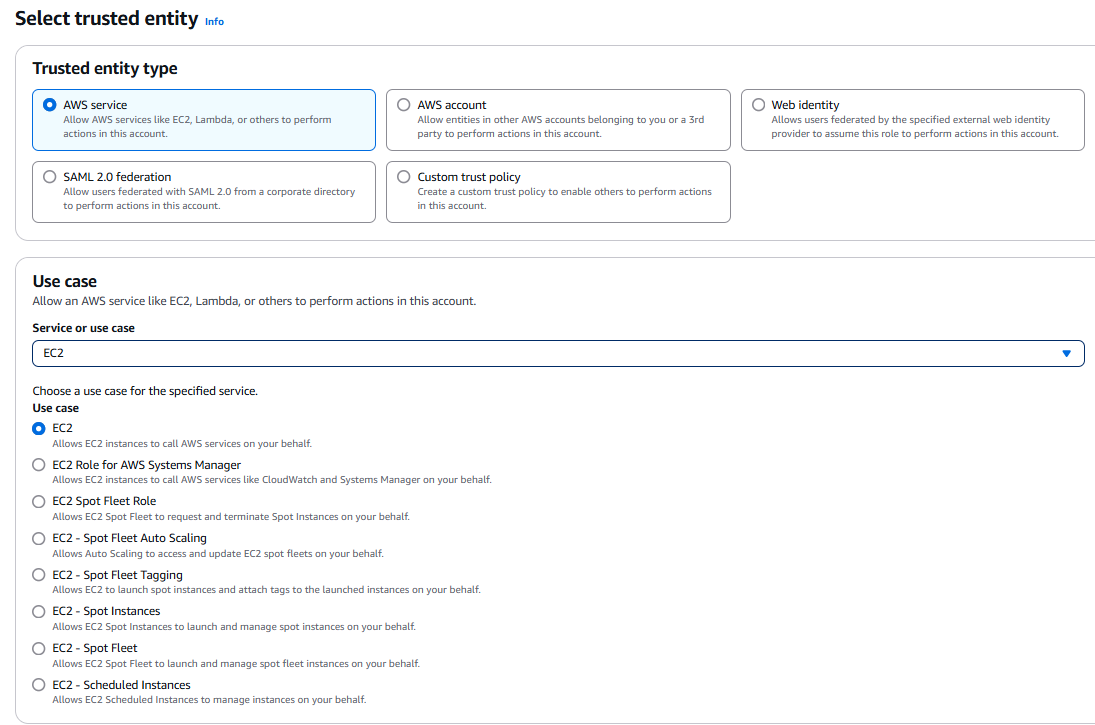 Select trusted entity Info
Trusted entity type
AWS service
Allow AWS services like EC2, Lambda, or others to perform
actions in this account.
AWS account
Allow entities in other AWS accounts belonging to you or a 3rd
party to perform actions in this account.
Web identity
Allows users federated by the specified external web identity
provider to assume this role to perform actions in this account.
SAML 2.0 federation
Allow users federated with SAML 2.0 from a corporate directory
to perform actions in this account.
Custom trust policy
Create a custom trust policy to enable others to perform actions
in this account.
Use case
Allow an AWS service like EC2, Lambda, or others to perform actions in this account.
Service or use case
EC2
Choose a use case for the specified service.
Use case
EC2
Allows EC2 instances to call AWS services on your behalf.
EC2 Role for AWS Systems Manager
Allows EC2 instances to call AWS services like CloudWatch and Systems Manager on your behalf.
EC2 Spot Fleet Role
Allows EC2 Spot Fleet to request and terminate Spot Instances on your behalf.
EC2 - Spot Fleet Auto Scaling
Allows Auto Scaling to access and update EC2 spot fleets on your behalf.
EC2 - Spot Fleet Tagging
Allows EC2 to launch spot instances and attach tags to the launched instances on your behalf.
EC2 - Spot Instances
Allows EC2 Spot Instances to launch and manage spot instances on your behalf.
EC2 - Spot Fleet
Allows EC2 Spot Fleet to launch and manage spot fleet instances on your behalf.
EC2 - Scheduled Instances
Allows EC2 Scheduled Instances to manage instances on your behalf.